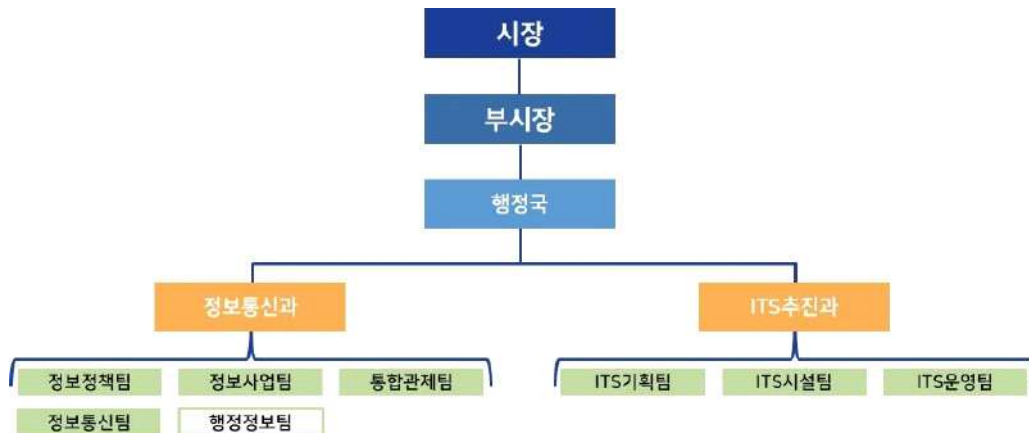 시장
부시장
행정국
정보통신과 ITS추진과
정보정책팀 정보사업팀 통합관제팀 ITS기획팀 ITS시설팀 ITS운영팀
정보통신팀 행정정보팀